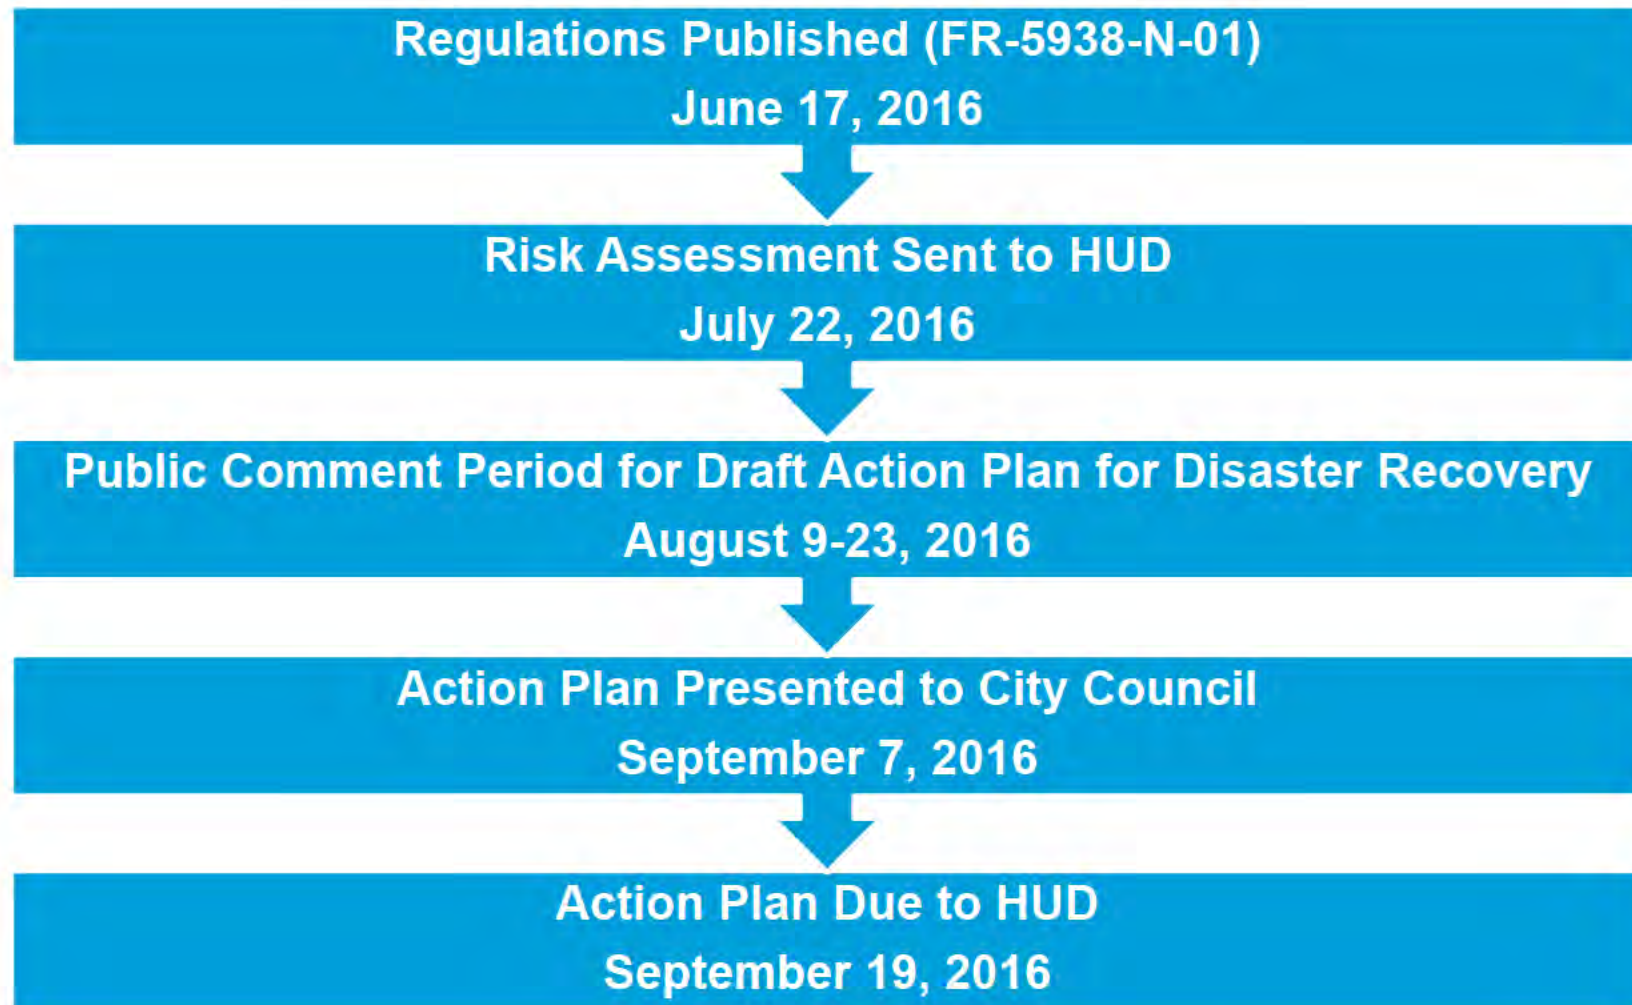 Regulations Published (FR-5938-N-01)
June 17, 2016
Risk Assessment Sent to HUD
July 22, 2016
Public Comment Period for Draft Action Plan for Disaster Recovery
August 9-23, 2016
Action Plan Presented to City Council
September 7, 2016
Action Plan Due to HUD
September 19, 2016